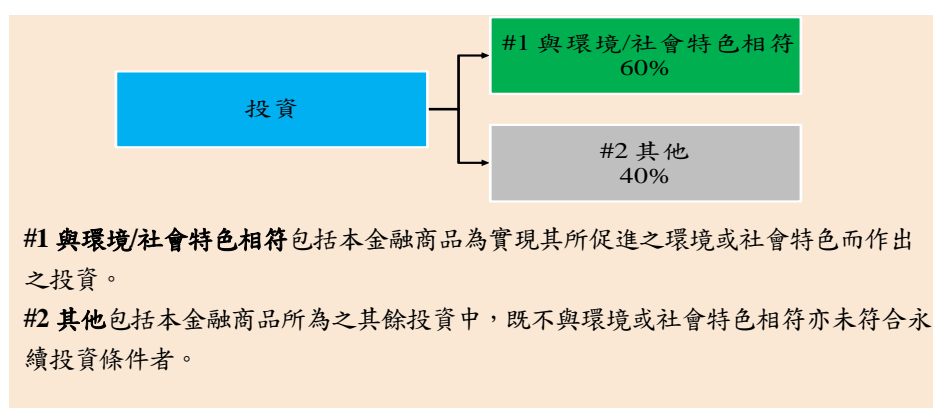 投資
#1 與環境/社會特色相符
60%
#2 其他
40%
#1 與環境/社會特色相符包括本金融商品為實現其所促進之環境或社會特色而作出
之投資。
#2 其他包括本金融商品所為之其餘投資中，既不與環境或社會特色相符亦未符合永
續投資條件者。